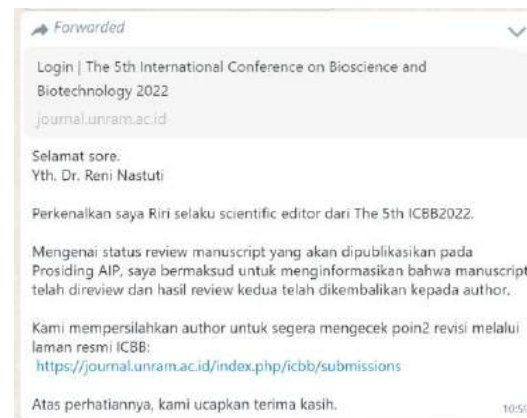 Forwarded
Login | The 5th International Conference on Bioscience and
Biotechnology 2022
journal.unram.ac.id
Selamat sore.
Yth. Dr. Reni Nastuti
Perkenalkan saya Riri selaku scientific editor dari The 5th ICBB2022.
Mengenai status review manuscript yang akan dipublikasikan pada
Prosiding AIP, saya bermaksud untuk menginformasikan bahwa manuscript
telah direview dan hasil review kedua telah dikembalikan kepada author.
Kami mempersilahkan author untuk segera mengecek poin2 revisi melalui
laman resmi ICBB:
https://journal.unram.ac.id/index.php/icbb/submissions
Atas perhatiannya, kami ucapkan terima kasih.